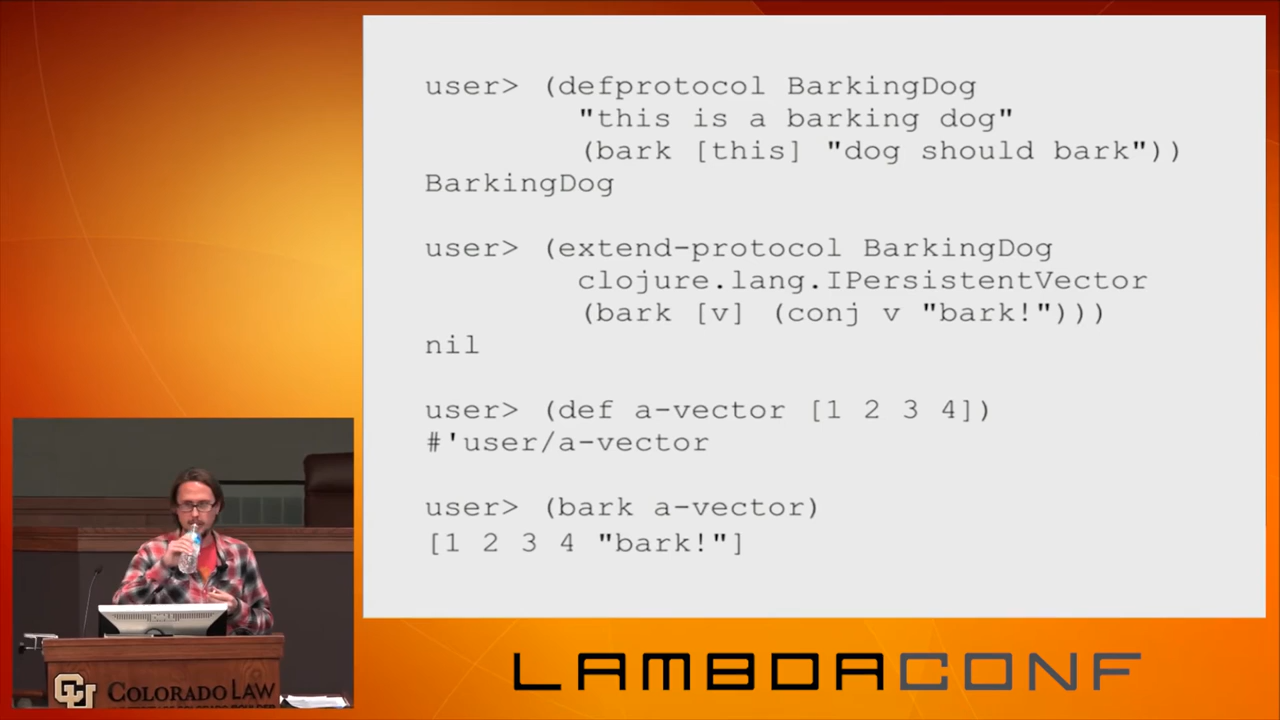 user> (defprotocol BarkingDog
"this is a barking dog"
(bark [this] "dog should bark"))
BarkingDog
user> (extend-protocol BarkingDog
clojure.lang.IPersistentVector
(bark [v] (conj v "bark!")))
nil
user> (def a-vector [1 2 3 4])
#'user/a-vector
user> (bark a-vector)
[1 2 3 4 "bark!"]
DELL
CU COLORADO LAW
LAMBDACONF